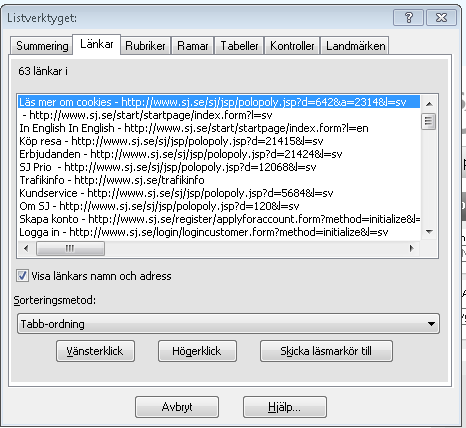 Listverktyget:
Summering Länkar Rubriker Ramar Tabeller Kontroller Landmärken
63 länkar i
Läs mer om cookies - http://www.sj.se/sj/jsp/polopoly.jsp?d=642&a=2314&l=sv
- http://www.sj.se/start/startpage/index.form?l=sv
In English In English - http://www.sj.se/start/startpage/index.form?l=en
Köp resa - http://www.sj.se/sj/jsp/polopoly.jsp?d=21415&l=sv
Erbjudanden - http://www.sj.se/sj/jsp/polopoly.jsp?d=21424&l=sv
SJ Prio - http://www.sj.se/sj/jsp/polopoly.jsp?d=12068&l=sv
Trafikinfo - http://www.sj.se/trafikinfo
Kundservice - http://www.sj.se/sj/jsp/polopoly.jsp?d=5684&l=sv
Om SJ - http://www.sj.se/sj/jsp/polopoly.jsp?d=120&l=sv
Skapa konto - http://www.sj.se/register/applyforaccount.form?method=initialize&l=
Logga in - http://www.sj.se/login/logincustomer.form?method=initialize&l=sv
Visa länkars namn och adress
Sorteringsmetod:
Tabb-ordning
Vänsterklick Högerklick Skicka läsmarkör till
Avbryt Hjälp...